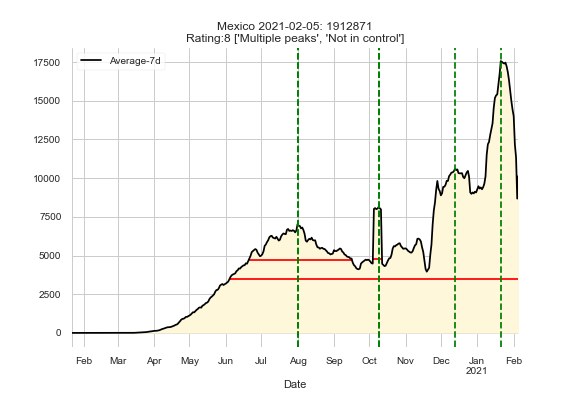 Mexico 2021-02-05: 1912871
Rating:8 ['Multiple peaks', 'Not in control']
Average-7d
17500
15000
12500
10000
7500
5000
2500
0
Feb Mar Apr May Jun Jul Aug Sep Oct Nov Dec Jan Feb
2021
Date